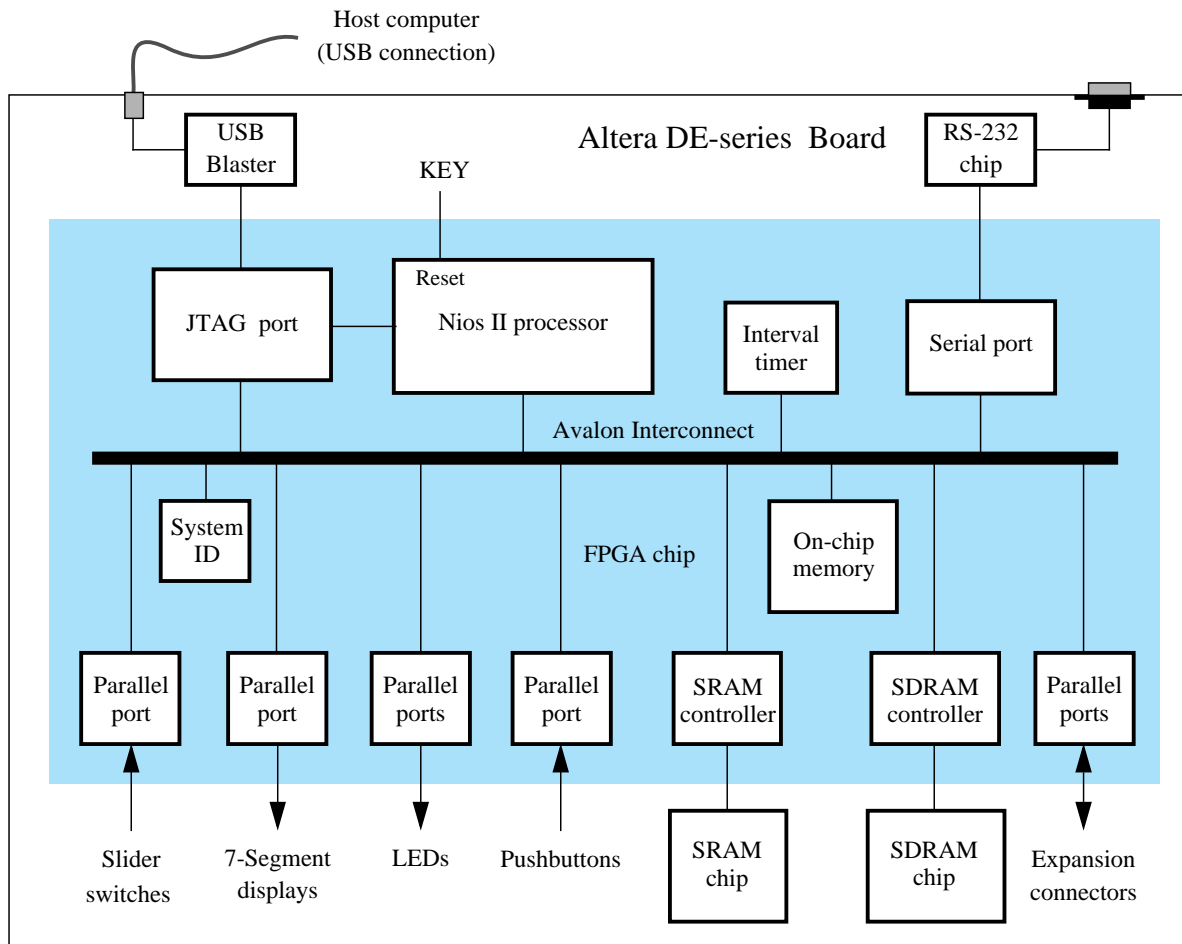 Host computer
(USB connection)
USB
Blaster
Altera DE-series Board
RS-232
chip
KEY
Reset
JTAG port
Nios II processor
Interval
timer
Serial port
Avalon Interconnect
System
ID
FPGA chip
On-chip
memory
Parallel
port
Parallel
port
Parallel
ports
Parallel
port
SRAM
controller
SDRAM
controller
Parallel
ports
Slider
switches
7-Segment
displays
LEDs
Pushbuttons
SRAM
chip
SDRAM
chip
Expansion
connectors